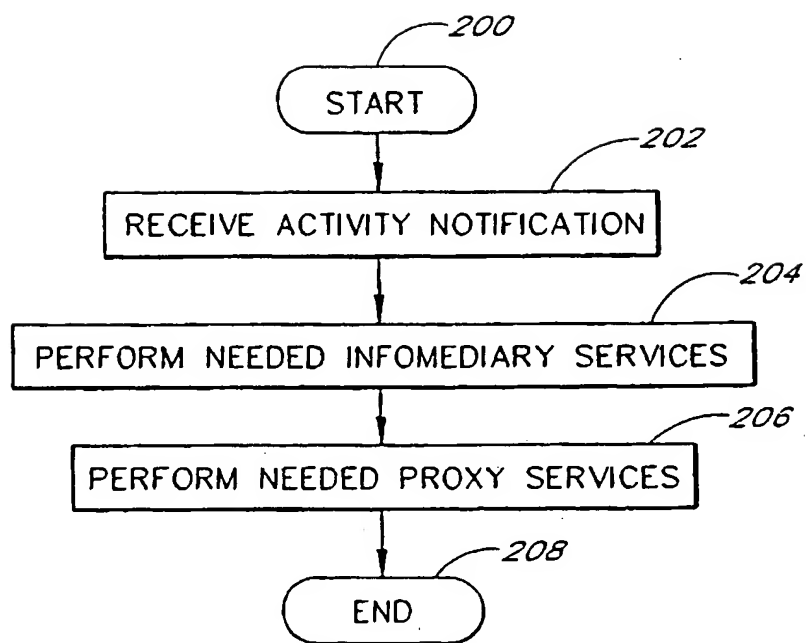 200
START
202
RECEIVE ACTIVITY NOTIFICATION
204
PERFORM NEEDED INFOMEDIARY SERVICES
206
PERFORM NEEDED PROXY SERVICES
208
END